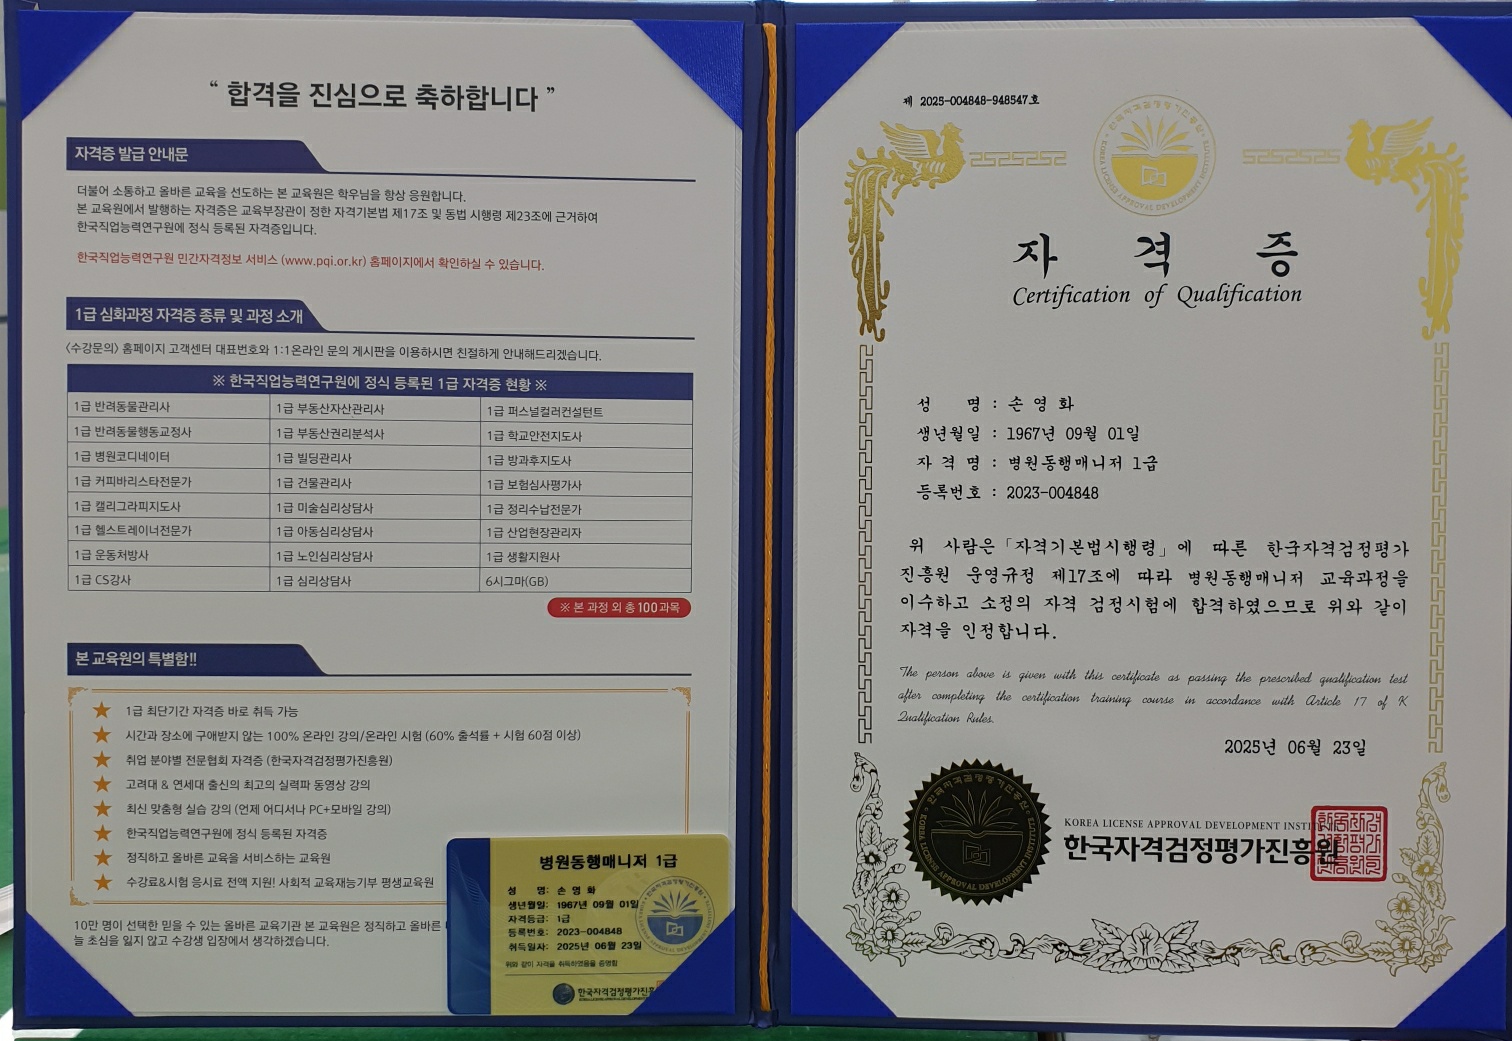 “ 합격을 진심으로 축하합니다 ”
자격증 발급 안내문
더불어 소통하고 올바른 교육을 선도하는 본 교육원은 학우님을 항상 응원합니다.
본 교육원에서 발행하는 자격증은 교육부장관이 정한 자격기본법 제17조 및 동법 시행령 제23조에 근거하여
한국직업능력연구원에 정식 등록된 자격증입니다.
한국직업능력연구원 민간자격정보 서비스 (www.pqi.or.kr) 홈페이지에서 확인하실 수 있습니다.
1급 심화과정 자격증 종류 및 과정 소개
<수강문의> 홈페이지 고객센터 대표번호와 1:1온라인 문의 게시판을 이용하시면 친절하게 안내해드리겠습니다.
※ 한국직업능력연구원에 정식 등록된 1급 자격증 현황 ※
1급 반려동물관리사 1급 부동산자산관리사 1급 퍼스널컬러컨설턴트
1급 반려동물행동교정사 1급 부동산권리분석사 1급 학교안전지도사
1급 병원코디네이터 1급 빌딩관리사 1급 방과후지도사
1급 커피바리스타전문가 1급 건물관리사 1급 보험심사평가사
1급 캘리그라피지도사 1급 미술심리상담사 1급 정리수납전문가
1급 헬스트레이너전문가 1급 아동심리상담사 1급 산업현장관리자
1급 운동처방사 1급 노인심리상담사 1급 생활지원사
1급 CS강사 1급 심리상담사 6시그마(GB)
※ 본 과정 외 총 100과목
본 교육원의 특별함!!
★ 1급 최단기간 자격증 바로 취득 가능
★ 시간과 장소에 구애받지 않는 100% 온라인 강의/온라인 시험 (60% 출석률 + 시험 60점 이상)
★ 취업 분야별 전문협회 자격증 (한국자격검정평가진흥원)
★ 고려대 & 연세대 출신의 최고의 실력파 동영상 강의
★ 최신 맞춤형 실습 강의 (언제 어디서나 PC+모바일 강의)
★ 한국직업능력연구원에 정식 등록된 자격증
★ 정직하고 올바른 교육을 서비스하는 교육원
★ 수강료&시험 응시료 전액 지원! 사회적 교육재능기부 평생교육원
10만 명이 선택한 믿을 수 있는 올바른 교육기관 본 교육원은 정직하고 올바른
늘 초심을 잃지 않고 수강생 입장에서 생각하겠습니다.
병원동행매니저 1급
성 명: 손 영 화
생년월일: 1967년 09월 01일
자격등급: 1급
등록번호: 2023-004848
취득일자: 2025년 06월 23일
위와 같이 자격을 취득하였음을 증명함
한국자격검정평가진흥
제 2025-004848-948547호
한국자격검정평가진흥원
KOREA LICENSE APPROVAL DEVELOPMENT INSTITUTE
자 격 증
Certification of Qualification
성 명 : 손 영 화
생년월일 : 1967년 09월 01일
자 격 명 : 병원동행매니저 1급
등록번호 : 2023-004848
위 사람은「자격기본법시행령」에 따른 한국자격검정평가
진흥원 운영규정 제17조에 따라 병원동행매니저 교육과정을
이수하고 소정의 자격 검정시험에 합격하였으므로 위와 같이
자격을 인정합니다.
The person above is given with this certificate as passing the prescribed qualification test
after completing the certification training course in accordance with Article 17 of K
Qualification Rules.
2025년 06월 23일
한국자격검정평가진흥원
KOREA LICENSE APPROVAL DEVELOPMENT INSTITUTE
KOREA LICENSE APPROVAL DEVELOPMENT
한국자격검정평가진흥원